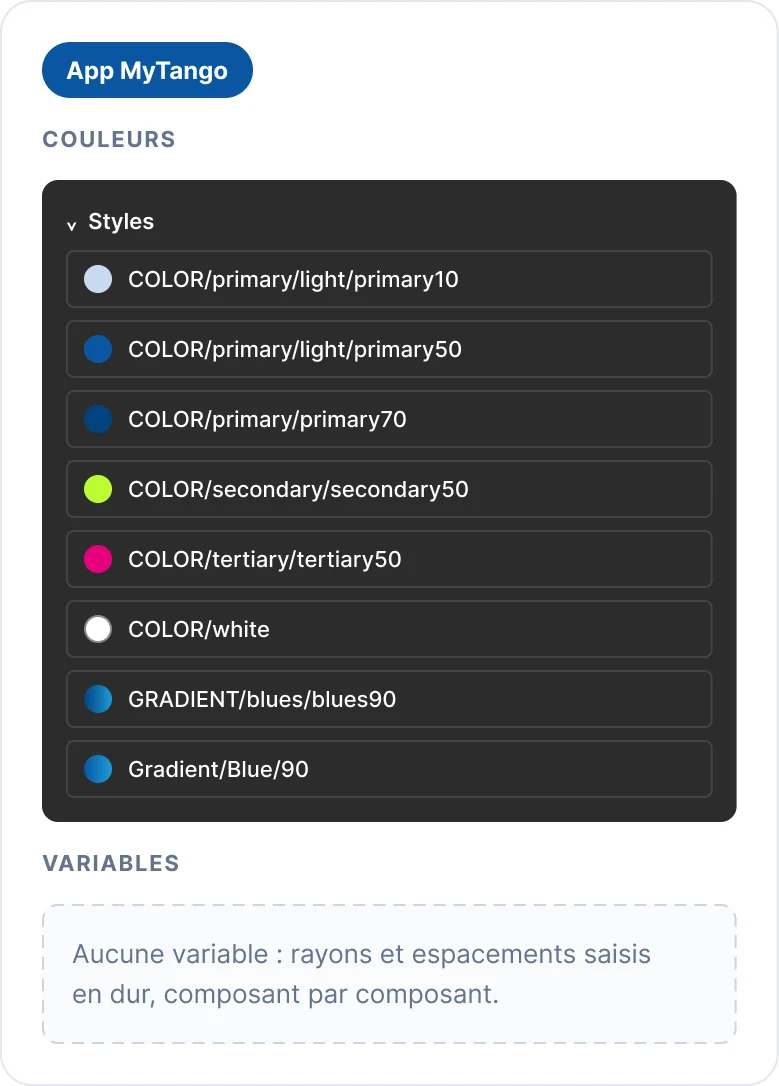 App MyTango
COULEURS
Styles
COLOR/primary/light/primary10
COLOR/primary/light/primary50
COLOR/primary/primary70
COLOR/secondary/secondary50
COLOR/tertiary/tertiary50
COLOR/white
GRADIENT/blues/blues90
Gradient/Blue/90
VARIABLES
Aucune variable : rayons et espacements saisis
en dur, composant par composant.